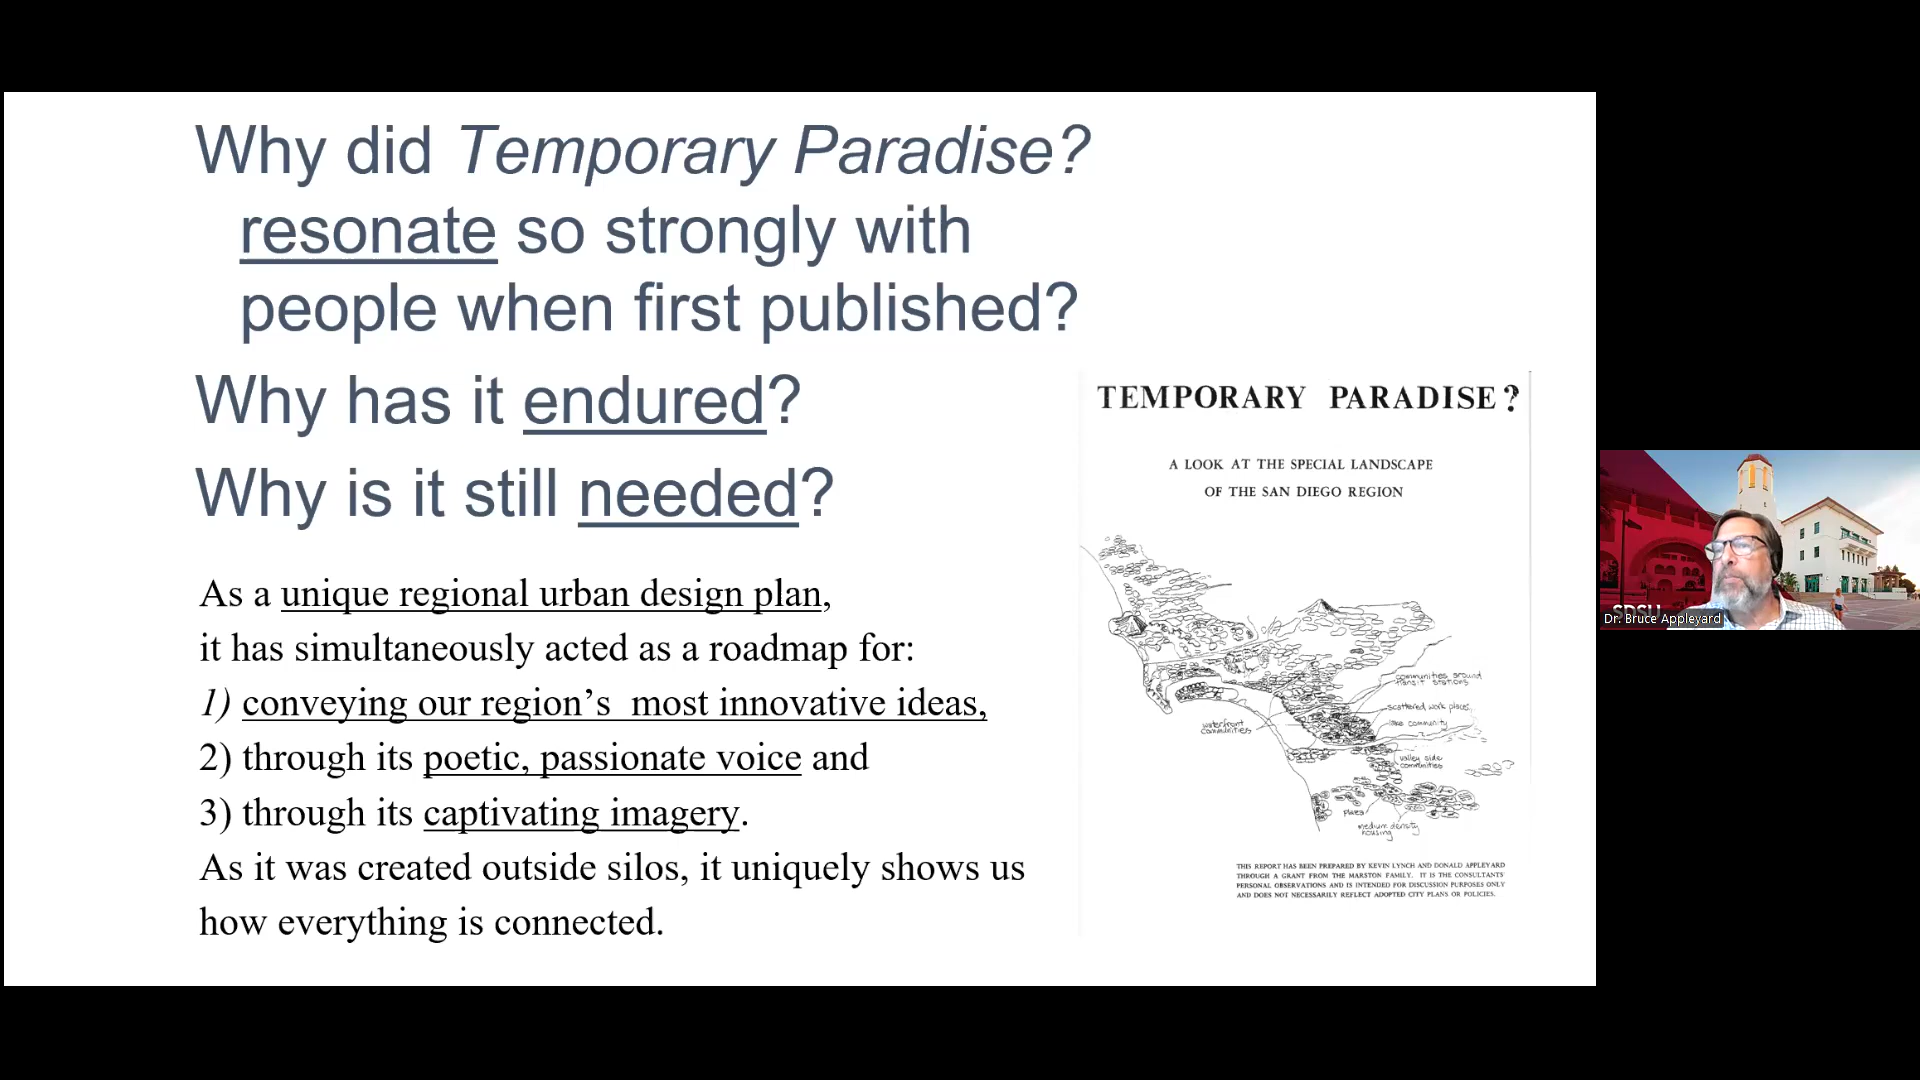 Why did Temporary Paradise?
resonate so strongly with
people when first published?
Why has it endured?
Why is it still needed?
As a unique regional urban design plan,
it has simultaneously acted as a roadmap for:
1) conveying our region’s  most innovative ideas,
2) through its poetic, passionate voice and
3) through its captivating imagery.
As it was created outside silos, it uniquely shows us
how everything is connected.
TEMPORARY PARADISE?
A LOOK AT THE SPECIAL LANDSCAPE
OF THE SAN DIEGO REGION
communities around
transit stations
scattered work places
lake community
waterfront
communities
valley side
communities
medium density
housing
THIS REPORT HAS BEEN PREPARED BY KEVIN LYNCH AND DONALD APPLEYARD
THROUGH A GRANT FROM THE MARSTON FAMILY. IT IS THE CONSULTANTS'
PERSONAL OBSERVATIONS AND IS INTENDED FOR DISCUSSION PURPOSES ONLY
AND DOES NOT NECESSARILY REFLECT ADOPTED CITY PLANS OR POLICIES.
SDSU
Dr. Bruce Appleyard